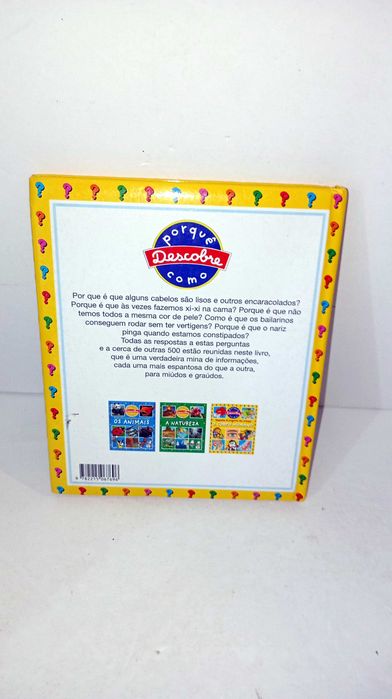 porquê
Descobre
como
Por que é que alguns cabelos são lisos e outros encaracolados?
Porque é que às vezes fazemos xi-xi na cama? Porque é que não
temos todos a mesma cor de pele? Como é que os bailarinos
conseguem rodar sem ter vertigens? Porque é que o nariz
pinga quando estamos constipados?
Todas as respostas a estas perguntas
e a cerca de outras 500 estão reunidas neste livro,
que é uma verdadeira mina de informações,
cada uma mais espantosa do que a outra,
para miúdos e graúdos.
OS ANIMAIS
A NATUREZA
9 782215 067696